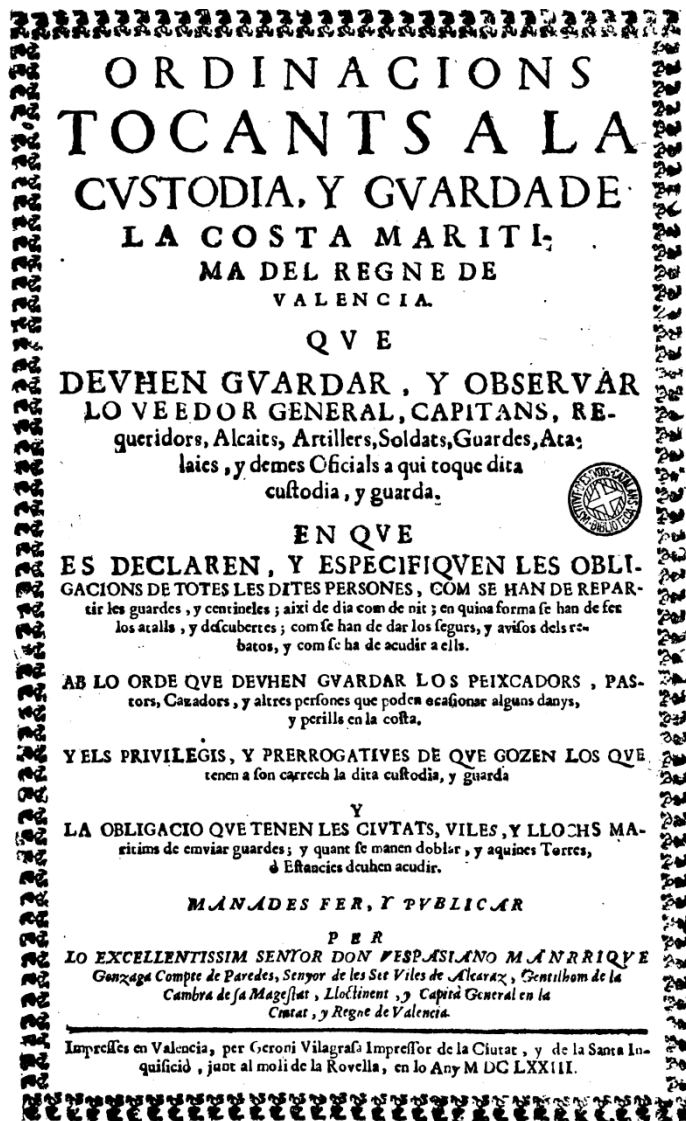 ORDINACIONS
TOCANTS A LA
CVSTODIA, Y GVARDA DE
LA COSTA MARITI-
MA DEL REGNE DE
VALENCIA.
QVE
DEVHEN GVARDAR, Y OBSERVAR
LO VEEDOR GENERAL, CAPITANS, RE-
queridors, Alcaits, Artillers, Soldats, Guardes, Ata-
laies, y demes Oficials a qui toque dita
cuſtodia, y guarda.
EN QVE
ES DECLAREN, Y ESPECIFIQVEN LES OBLI-
GACIONS DE TOTES LES DITES PERSONES, COM SE HAN DE REPAR-
tir les guardes, y centineles; aixi de dia com de nit; en quina forma ſe han de fer
los atalls, y deſcubertes; com ſe han de dar los ſegurs, y aviſos dels re-
batos, y com ſe ha de acudir a ells.
AB LO ORDE QVE DEVHEN GVARDAR LOS PEIXCADORS, PAS-
tors, Cazadors, y altres perſones que poden ocaſionar alguns danys,
y perills en la coſta.
Y ELS PRIVILEGIS, Y PRERROGATIVES DE QVE GOZEN LOS QVE
tenen a ſon carrech la dita cuſtodia, y guarda
Y
LA OBLIGACIO QVE TENEN LES CIVTATS, VILES, Y LLOCHS MA-
ritims de emviar guardes; y quant ſe manen doblar, y aquines Torres,
ò Eſtancies deuhen acudir.
MANADES FER, Y PVBLICAR
PER
LO EXCELLENTISSIM SENYOR DON VESPASIANO MANRRIQVE
Gonzaga Compte de Paredes, Senyor de les Set Viles de Alcaraz, Gentilhom de la
Cambra de ſa Mageſtat, Lloctinent, y Capità General en la
Ciutat, y Regne de Valencia.
Impreſſes en Valencia, per Geroni Vilagraſa Impreſſor de la Ciutat, y de la Santa In-
quiſició, junt al moli de la Rovella, en lo Any M DC LXXIII.